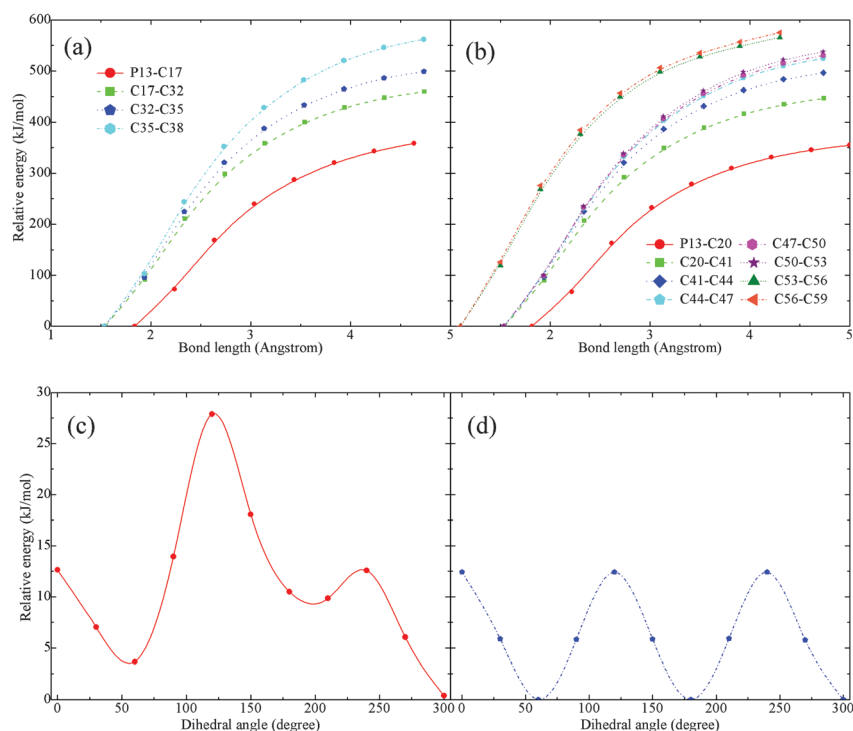 600
500
400
300
200
100
0
Relative energy (kJ/mol)
(a)
P13-C17
C17-C32
C32-C35
C35-C38
1 2 3 4
Bond length (Angstrom)
(b)
P13-C20
C20-C41
C41-C44
C44-C47
C47-C50
C50-C53
C53-C56
C56-C59
1 2 3 4 5
Bond length (Angstrom)
30
25
20
15
10
5
0
Relative energy (kJ/mol)
(c)
0 50 100 150 200 250 300
Dihedral angle (degree)
(d)
0 50 100 150 200 250 300
Dihedral angle (degree)